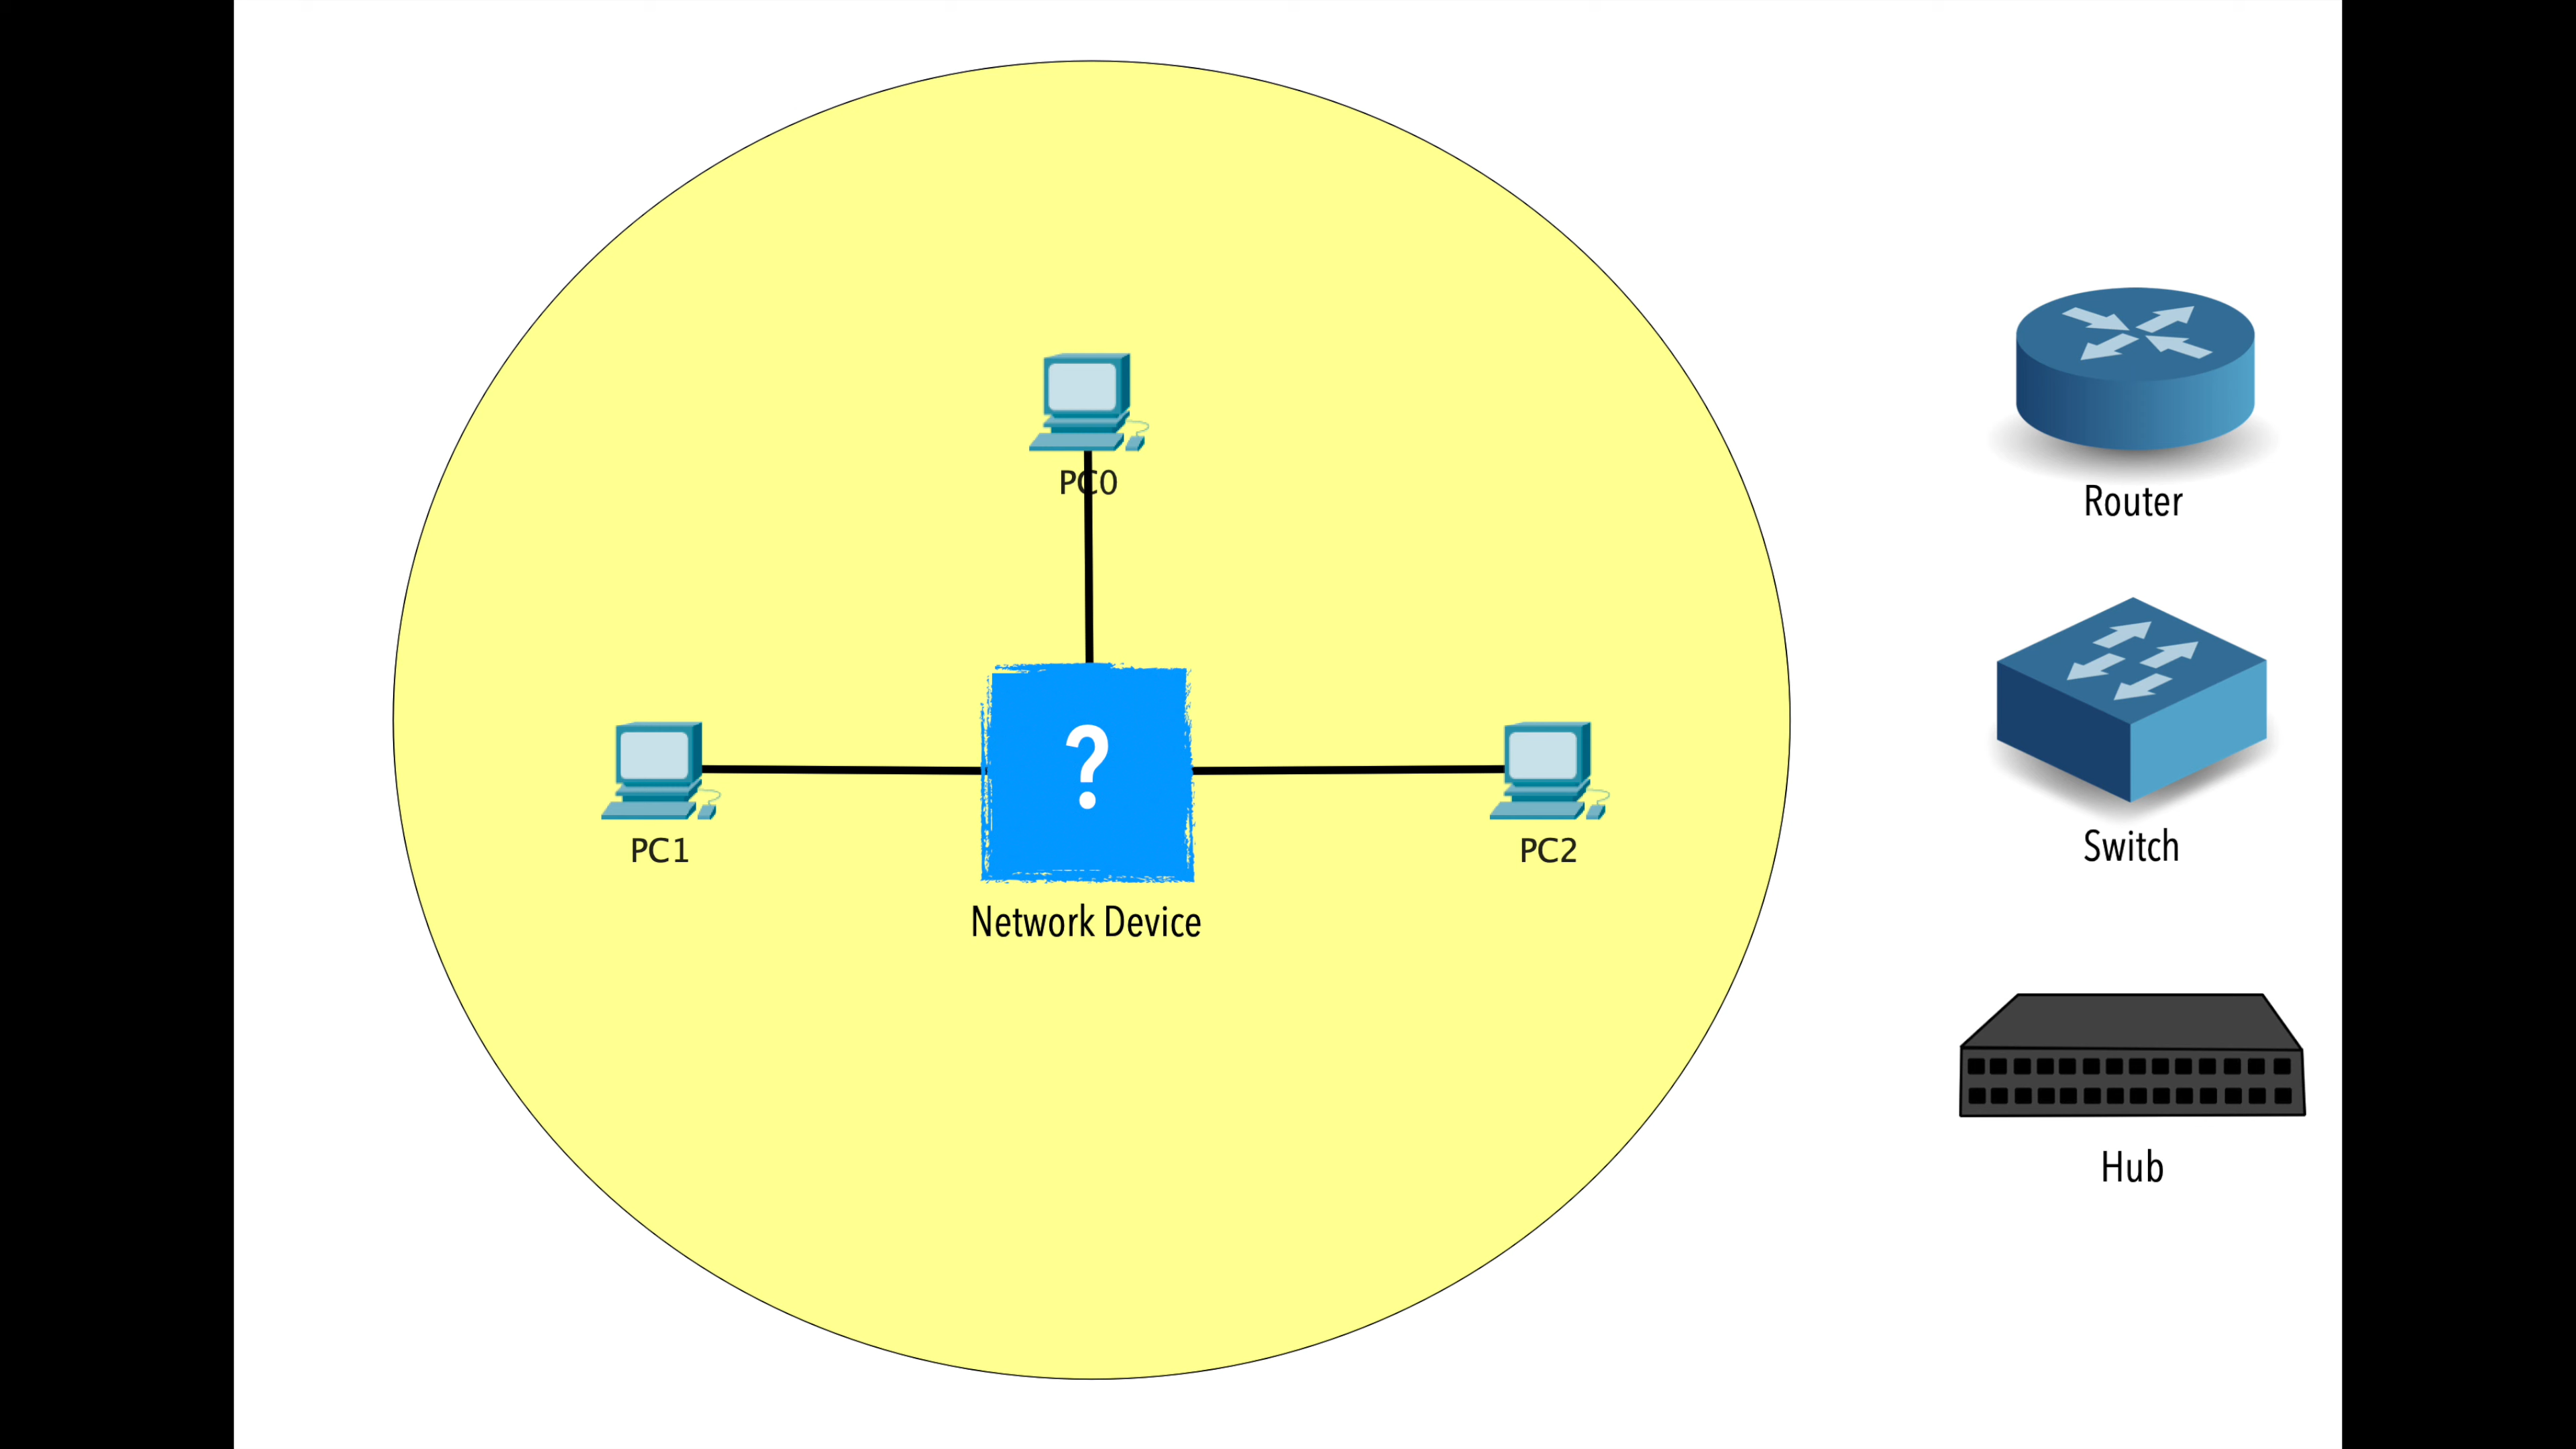 PC0
?
PC1
PC2
Network Device
Router
Switch
Hub